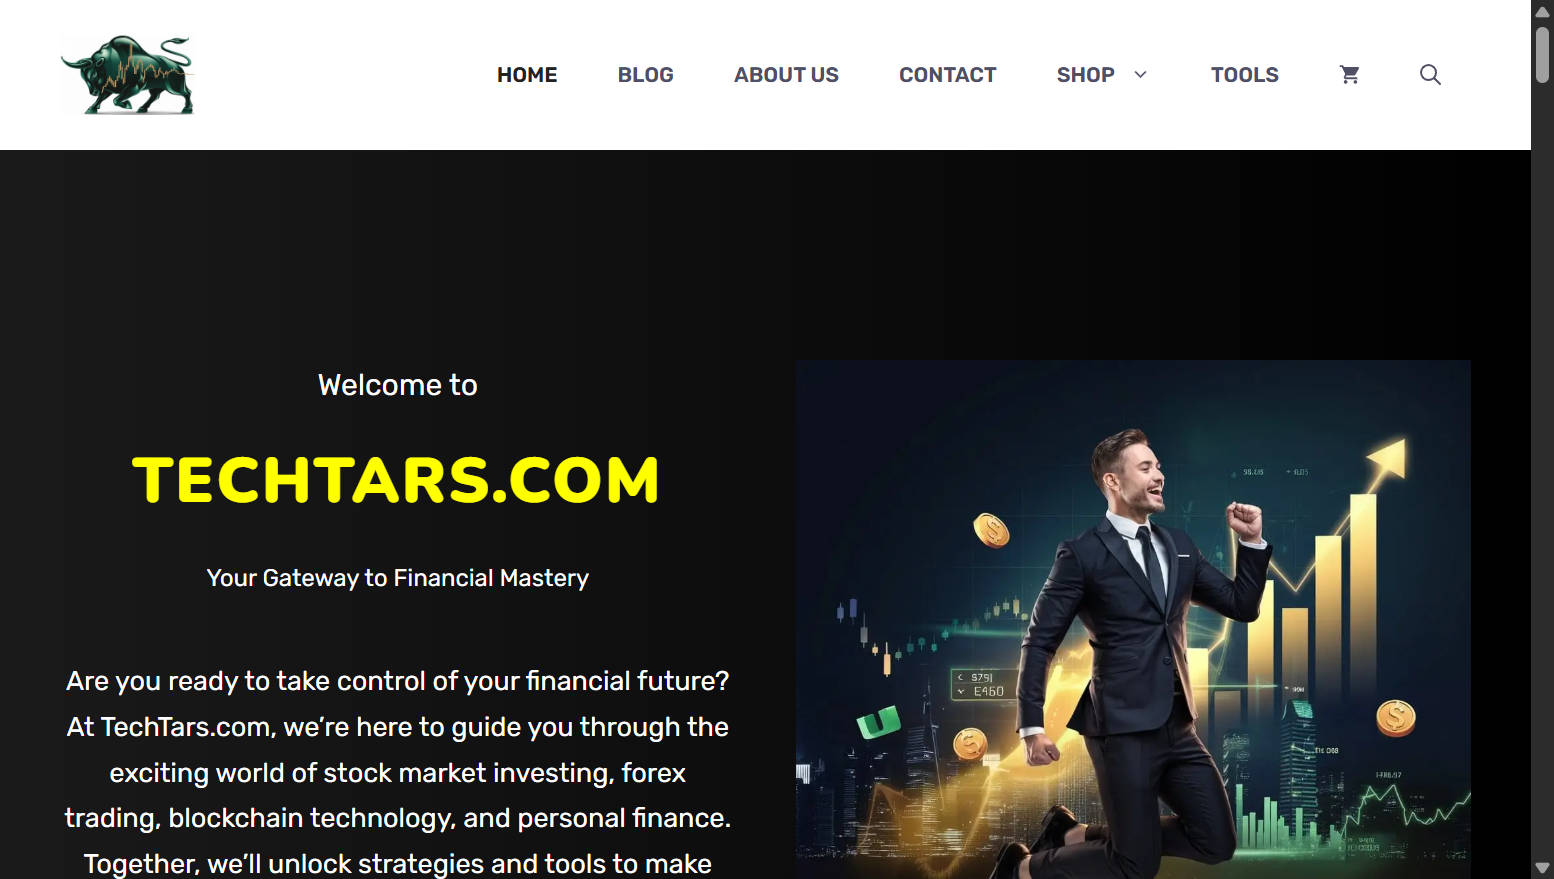 HOME BLOG ABOUT US CONTACT SHOP TOOLS
Welcome to
TECHTARS.COM
Your Gateway to Financial Mastery
Are you ready to take control of your financial future?
At TechTars.com, we’re here to guide you through the
exciting world of stock market investing, forex
trading, blockchain technology, and personal finance.
Together, we’ll unlock strategies and tools to make
E460